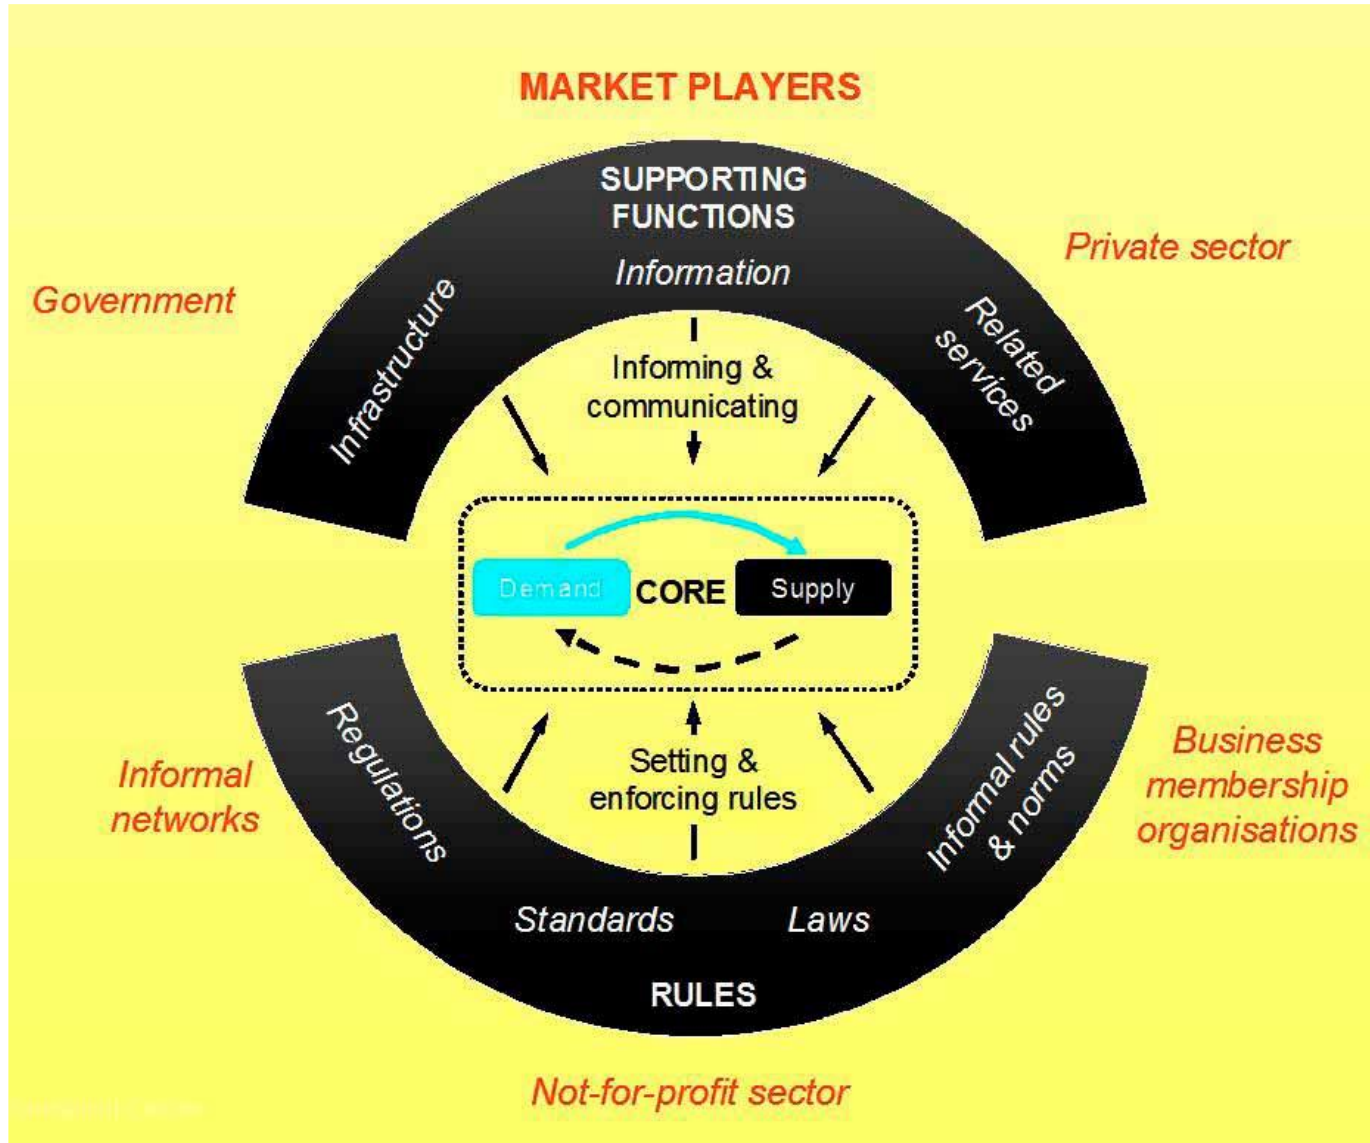 MARKET PLAYERS
SUPPORTING
FUNCTIONS
Information
Private sector
Government
Infrastructure
Related
services
Informing &
communicating
Demand
CORE
Supply
Setting &
enforcing rules
Regulations
Informal rules
& norms
Informal
networks
Business
membership
organisations
Standards
Laws
RULES
Not-for-profit sector